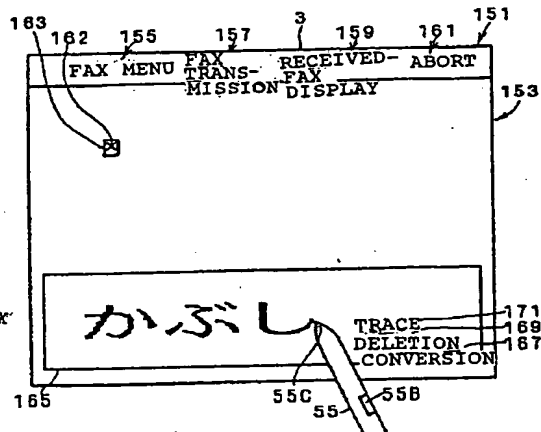 163 162 155 157 3 159 161 151
FAX MENU
FAX TRANS-
MISSION
RECEIVED-
FAX
DISPLAY
ABORT
153
かぶし
TRACE 171
DELETION 169
CONVERSION 167
165 55C 55 55B
X